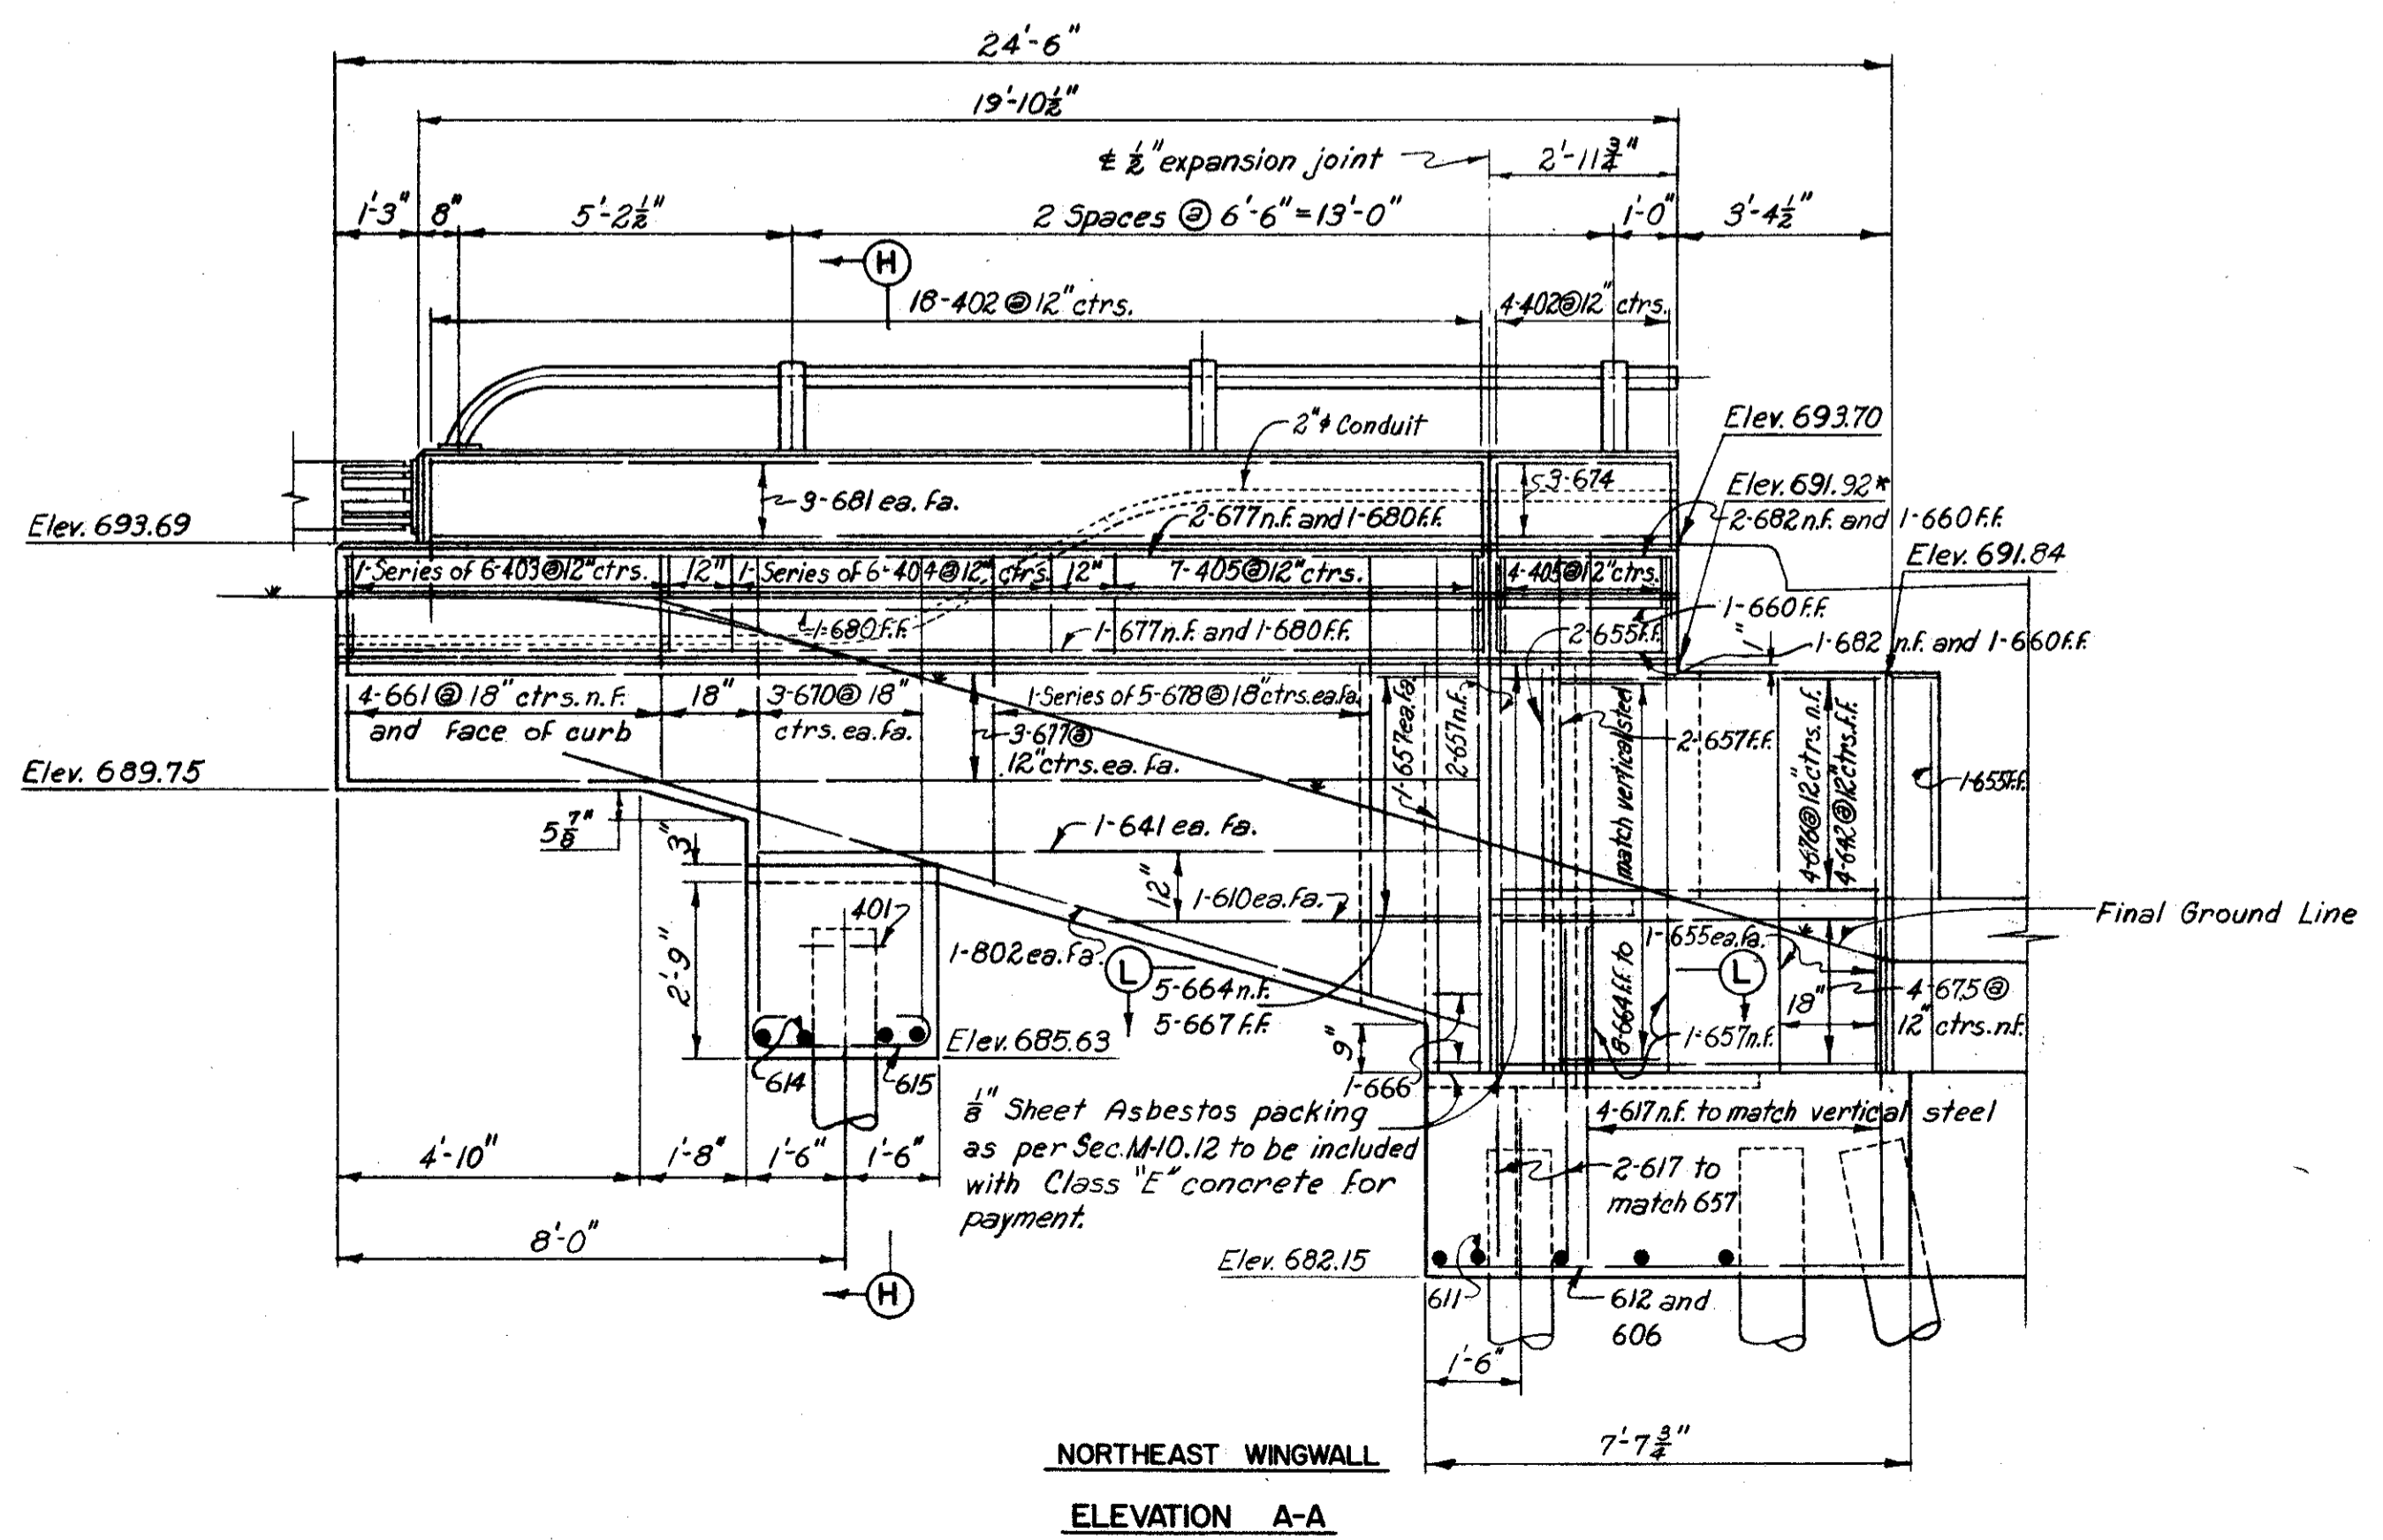 24'-6"
19'-10½"
℄ ½" expansion joint
2'-11¾"
1'-3"
8"
5'-2½"
2 Spaces @ 6'-6"=13'-0"
1'-0"
3'-4½"
H
18-402@12"ctrs.
4-402@12"ctrs.
2"ϕ Conduit
Elev. 693.70
3-681 ea. fa.
3-674
Elev. 691.92*
Elev. 693.69
2-677 n.f. and 1-680 f.f.
2-682 n.f. and 1-660 F.F.
Elev. 691.84
1-Series of 6-403@12"ctrs.
12"
1-Series of 6-404@12" ctrs.
12"
7-405@12"ctrs.
4-405@12"ctrs.
1-660 F.F.
1-680 F.F.
1-677 n.f. and 1-680 F.F.
2-655 F.F.
1"
1-682 n.f. and 1-660 F.F.
4-661 @ 18" ctrs. n.f.
and Face of curb
18"
3-670@ 18"
ctrs. ea. fa.
1-Series of 5-678@18"ctrs.ea.fa.
3-677@
12"ctrs. ea. fa.
1-657 ea. fa.
2-657 n.f.
8-664 f.f. to match vertical steel
2-657 F.F.
4-676@12"ctrs. n.f.
4-642@12"ctrs. F.F.
1-655 F.F.
Elev. 689.75
5⅞"
3"
1-641 ea. fa.
12"
1-610 ea. fa.
401
2'-9"
1-802 ea. fa.
L
5-664 n.f.
5-667 F.F.
1-655 ea. fa.
L
Final Ground Line
18"
4-675@
12" ctrs. n.f.
1-657 n.f.
9"
1-666
Elev. 685.63
614
615
⅛" Sheet Asbestos packing
as per Sec. M-10.12 to be included
with Class "E" concrete for
payment.
4-617 n.f. to match vertical steel
2-617 to
match 657
4'-10"
1'-8"
1'-6"
1'-6"
8'-0"
H
Elev. 682.15
611
612 and
606
1'-6"
7'-7¾"
NORTHEAST WINGWALL
ELEVATION A-A